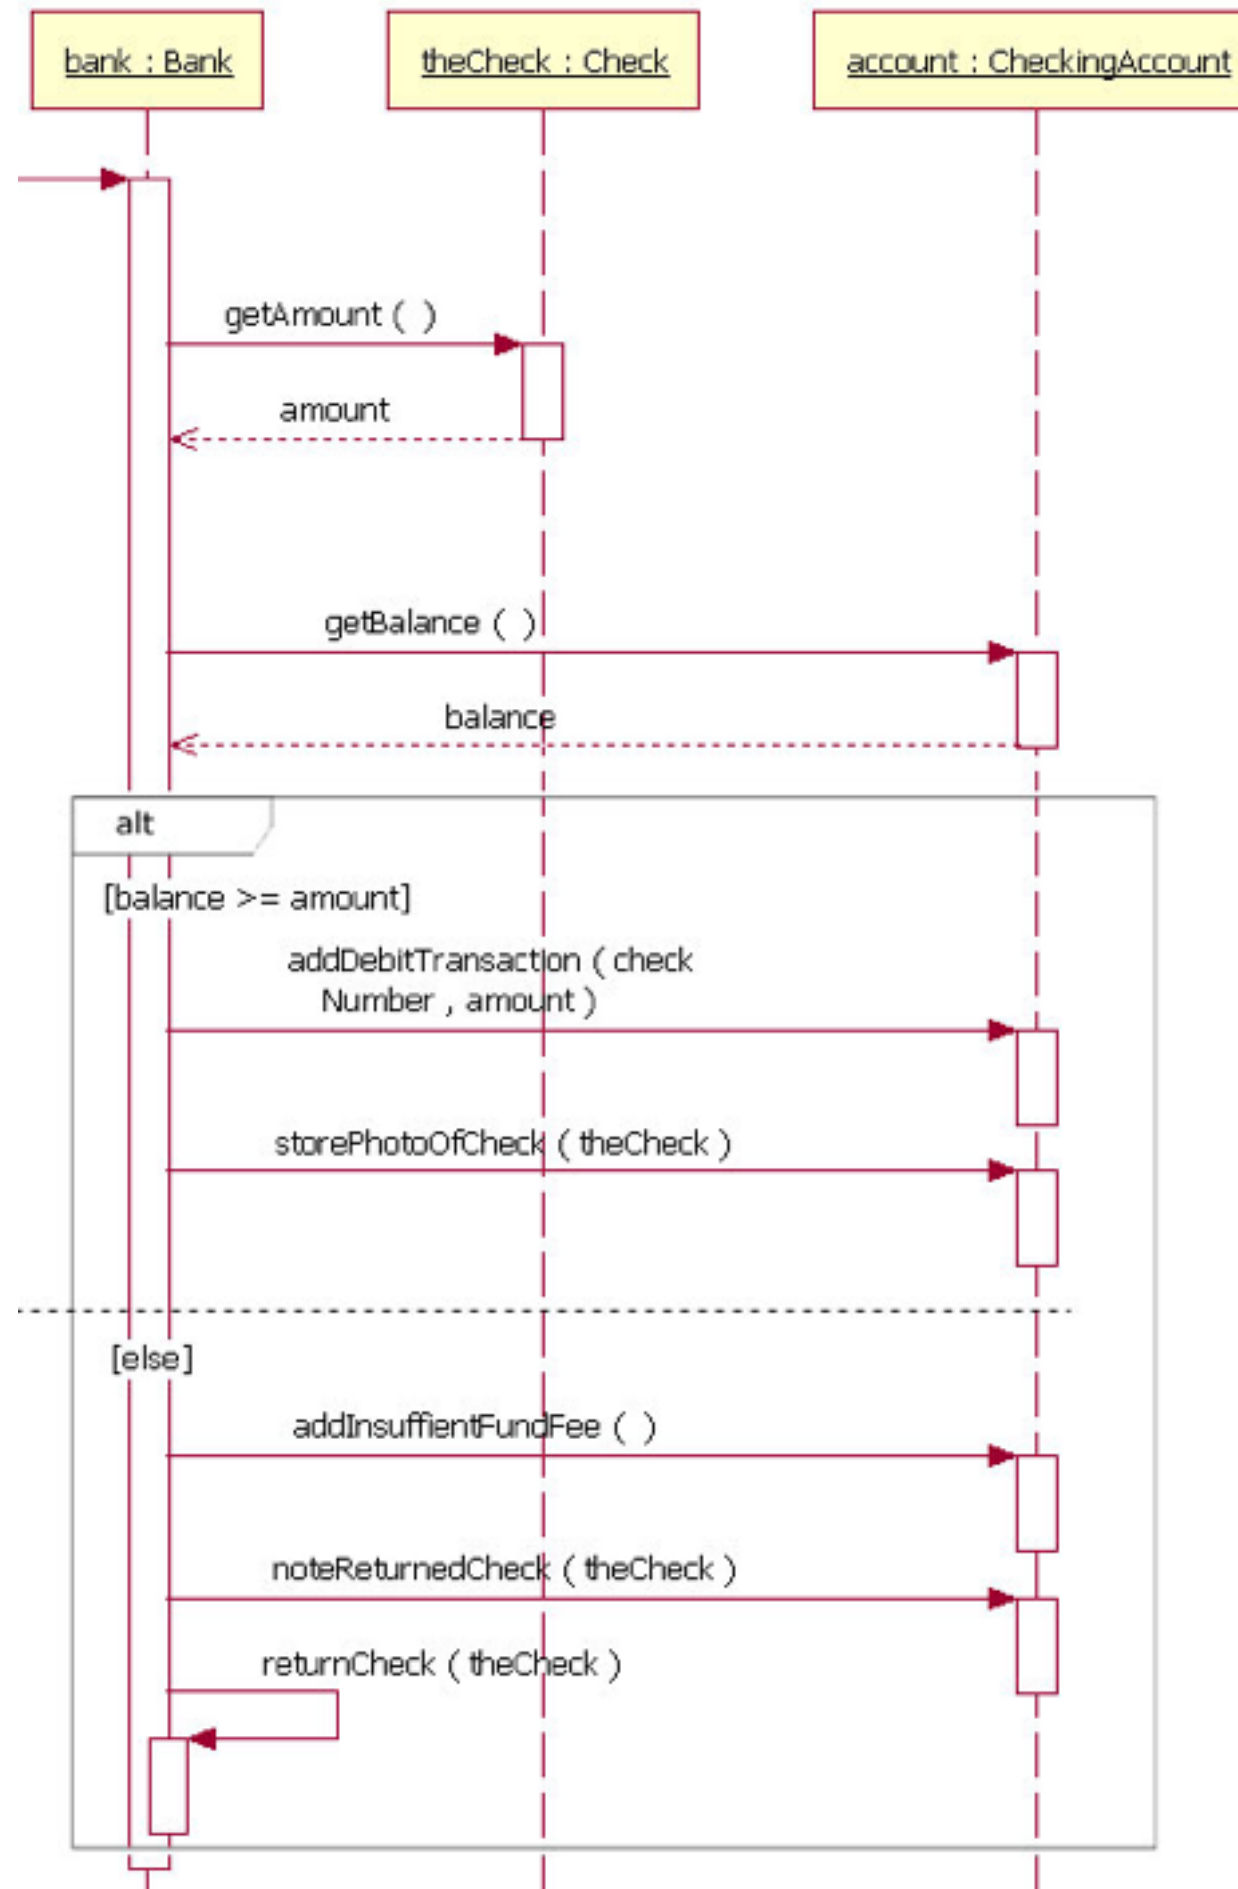 bank : Bank
theCheck : Check
account : CheckingAccount
getAmount ( )
amount
getBalance ( )
balance
alt
[balance >= amount]
addDebitTransaction ( check
Number , amount )
storePhotoOfCheck ( theCheck )
[else]
addInsuffientFundFee ( )
noteReturnedCheck ( theCheck )
returnCheck ( theCheck )